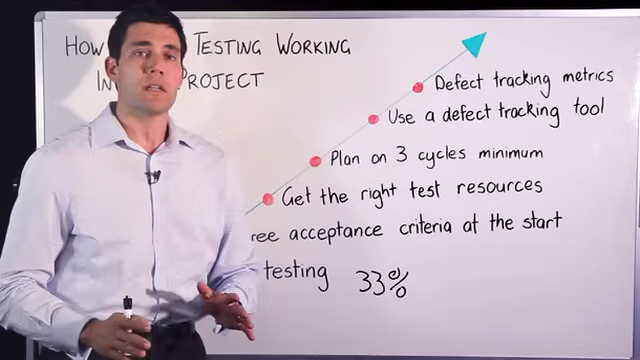 HOW TESTING WORKING
IN PROJECT
Defect tracking metrics
Use a defect tracking tool
Plan on 3 cycles minimum
Get the right test resources
ree acceptance criteria at the start
testing 33%